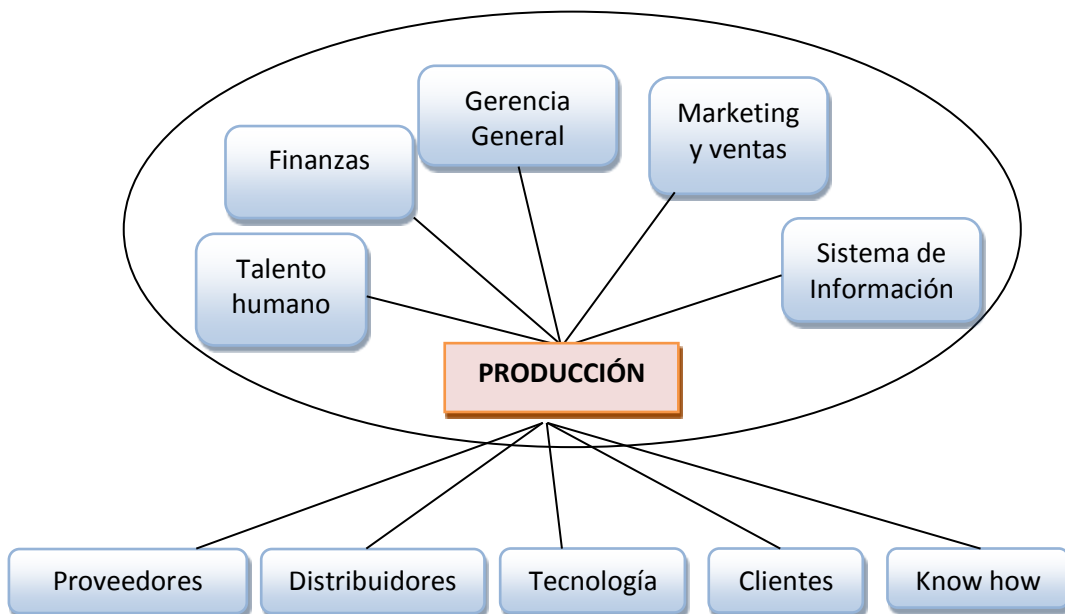 Gerencia
General
Marketing
y ventas
Finanzas
Talento
humano
Sistema de
Información
PRODUCCIÓN
Proveedores
Distribuidores
Tecnología
Clientes
Know how